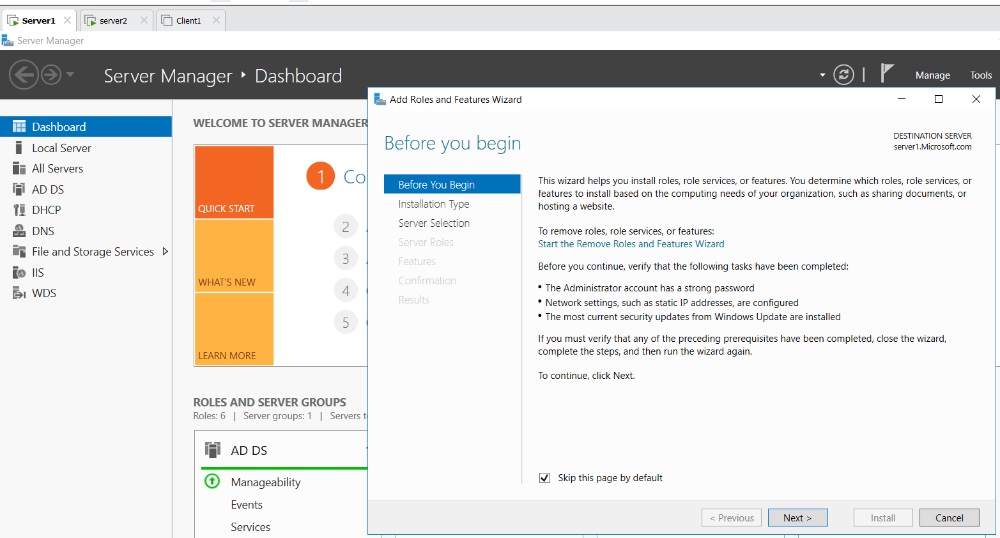 Server1
server2
Client1
Server Manager
Server Manager
Dashboard
Manage
Tools
Dashboard
Local Server
All Servers
AD DS
DHCP
DNS
File and Storage Services
IIS
WDS
WELCOME TO SERVER MANAGER
QUICK START
WHAT'S NEW
LEARN MORE
1
Co
2
3
4
5
ROLES AND SERVER GROUPS
Roles: 6 | Server groups: 1 | Servers t
AD DS
Manageability
Events
Services
Add Roles and Features Wizard
Before you begin
DESTINATION SERVER
server1.Microsoft.com
Before You Begin
Installation Type
Server Selection
Server Roles
Features
Confirmation
Results
This wizard helps you install roles, role services, or features. You determine which roles, role services, or
features to install based on the computing needs of your organization, such as sharing documents, or
hosting a website.
To remove roles, role services, or features:
Start the Remove Roles and Features Wizard
Before you continue, verify that the following tasks have been completed:
• The Administrator account has a strong password
• Network settings, such as static IP addresses, are configured
• The most current security updates from Windows Update are installed
If you must verify that any of the preceding prerequisites have been completed, close the wizard,
complete the steps, and then run the wizard again.
To continue, click Next.
Skip this page by default
< Previous
Next >
Install
Cancel